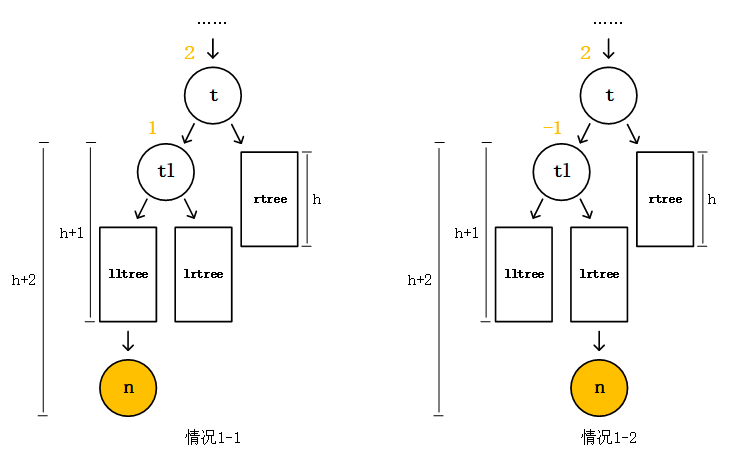 ……
2
t
1
tl
rtree
h
h+1
lltree
lrtree
h+2
n
情况1-1
……
2
t
-1
tl
rtree
h
h+1
lltree
lrtree
h+2
n
情况1-2